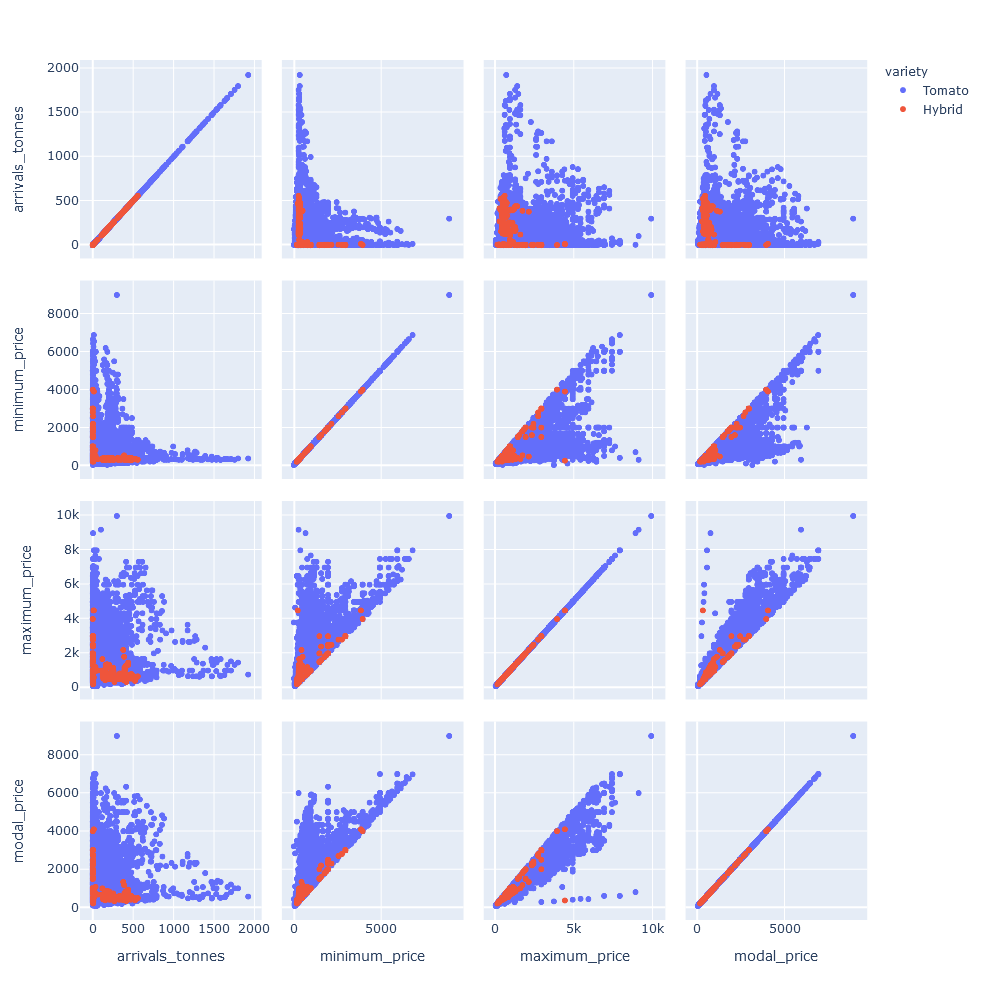 variety
Tomato
Hybrid
arrivals_tonnes
2000
1500
1000
500
0
minimum_price
8000
6000
4000
2000
0
maximum_price
10k
8k
6k
4k
2k
0
modal_price
8000
6000
4000
2000
0
0 500 1000 1500 2000 0 5000 0 5k 10k 0 5000
arrivals_tonnes minimum_price maximum_price modal_price